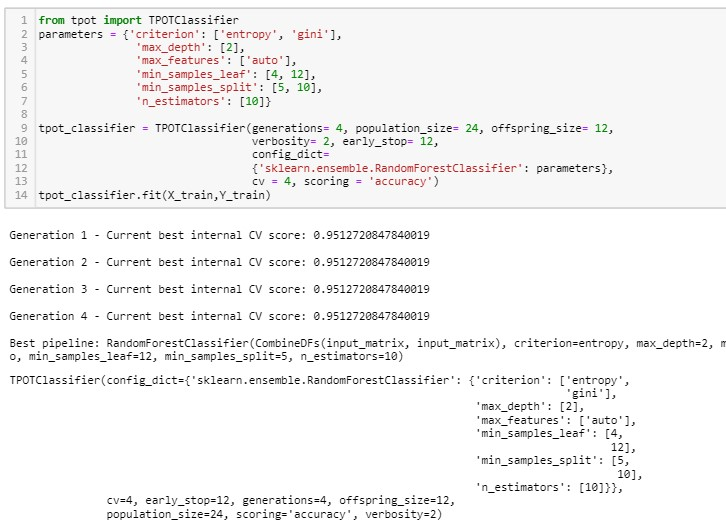 1 from tpot import TPOTClassifier
2 parameters = {'criterion': ['entropy', 'gini'],
3 'max_depth': [2],
4 'max_features': ['auto'],
5 'min_samples_leaf': [4, 12],
6 'min_samples_split': [5, 10],
7 'n_estimators': [10]}
8
9 tpot_classifier = TPOTClassifier(generations= 4, population_size= 24, offspring_size= 12,
10 verbosity= 2, early_stop= 12,
11 config_dict=
12 {'sklearn.ensemble.RandomForestClassifier': parameters},
13 cv = 4, scoring = 'accuracy')
14 tpot_classifier.fit(X_train,Y_train)
Generation 1 - Current best internal CV score: 0.9512720847840019
Generation 2 - Current best internal CV score: 0.9512720847840019
Generation 3 - Current best internal CV score: 0.9512720847840019
Generation 4 - Current best internal CV score: 0.9512720847840019
Best pipeline: RandomForestClassifier(CombineDFs(input_matrix, input_matrix), criterion=entropy, max_depth=2,
o, min_samples_leaf=12, min_samples_split=5, n_estimators=10)
TPOTClassifier(config_dict={'sklearn.ensemble.RandomForestClassifier': {'criterion': ['entropy',
'gini'],
'max_depth': [2],
'max_features': ['auto'],
'min_samples_leaf': [4,
12],
'min_samples_split': [5,
10],
'n_estimators': [10]}},
cv=4, early_stop=12, generations=4, offspring_size=12,
population_size=24, scoring='accuracy', verbosity=2)